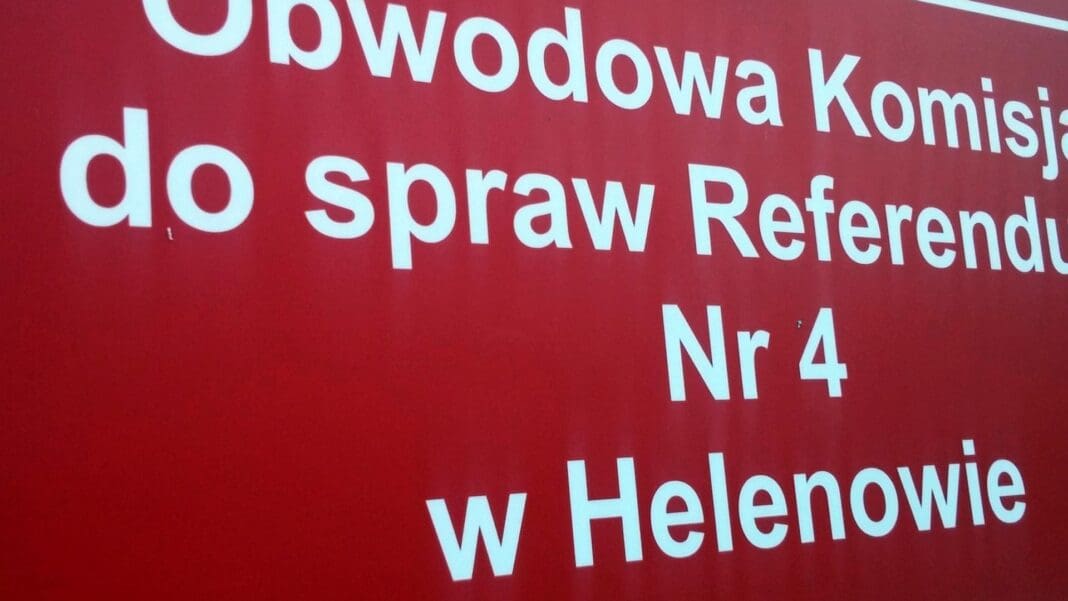 Obwodowa Komisja
do spraw Referendu
Nr 4
w Helenowie